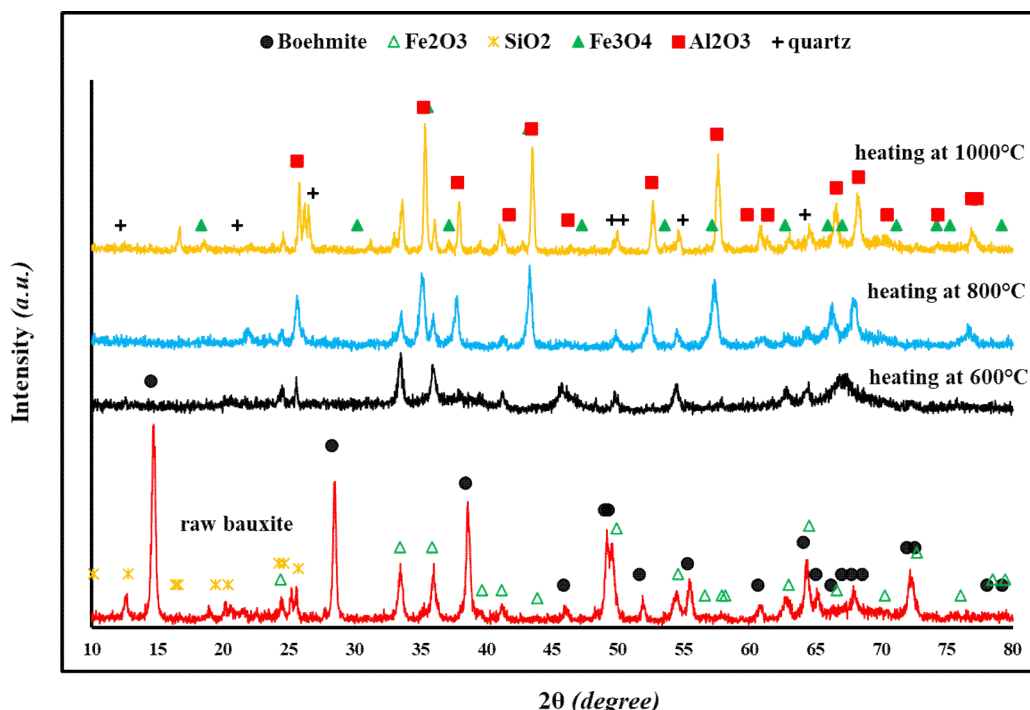 Boehmite Fe2O3 SiO2 Fe3O4 Al2O3 quartz
heating at 1000°C
heating at 800°C
heating at 600°C
raw bauxite
Intensity (a.u.)
10 15 20 25 30 35 40 45 50 55 60 65 70 75 80
2θ (degree)